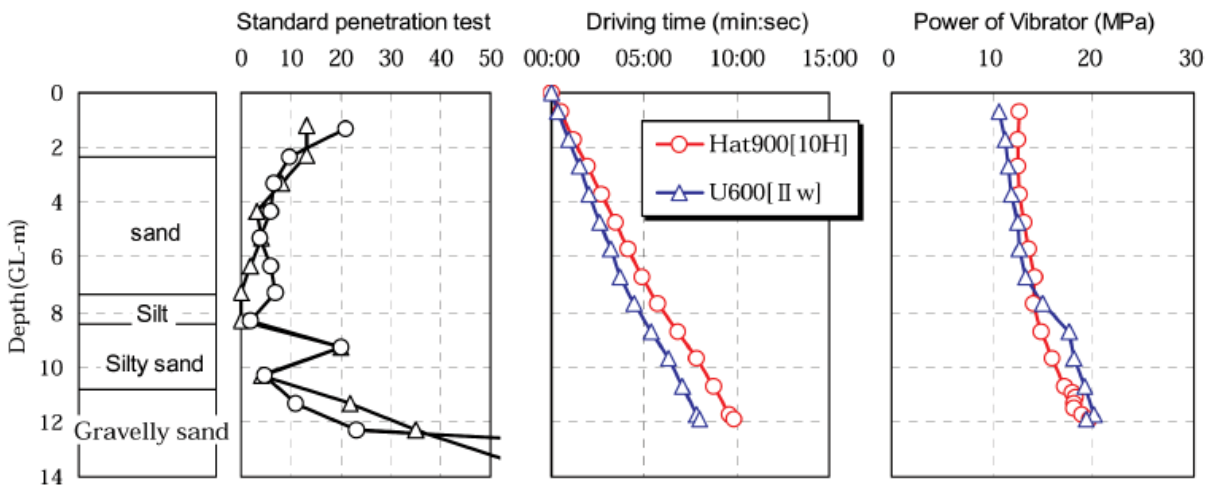 Standard penetration test
Driving time (min:sec)
Power of Vibrator (MPa)
0 10 20 30 40 50
00:00 05:00 10:00 15:00
0 10 20 30
Depth(GL-m)
0
2
4
6
8
10
12
14
sand
Silt
Silty sand
Gravelly sand
Hat900[10H]
U600[Ⅱw]